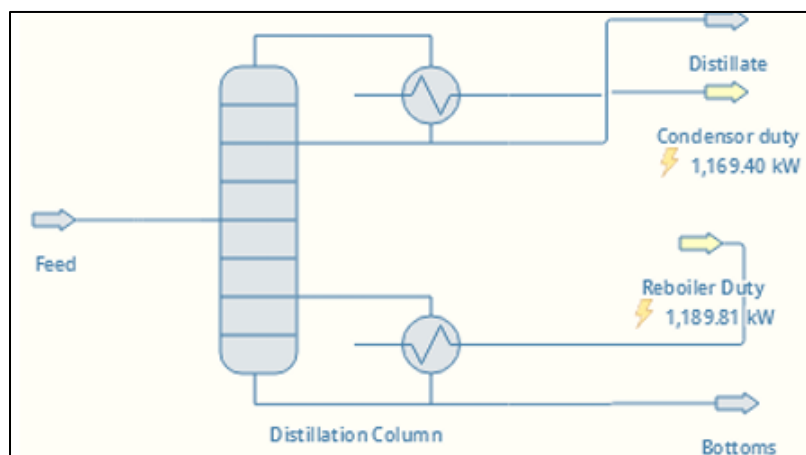 Distillate
Condensor duty
1,169.40 kW
Feed
Reboiler Duty
1,189.81 kW
Distillation Column
Bottoms